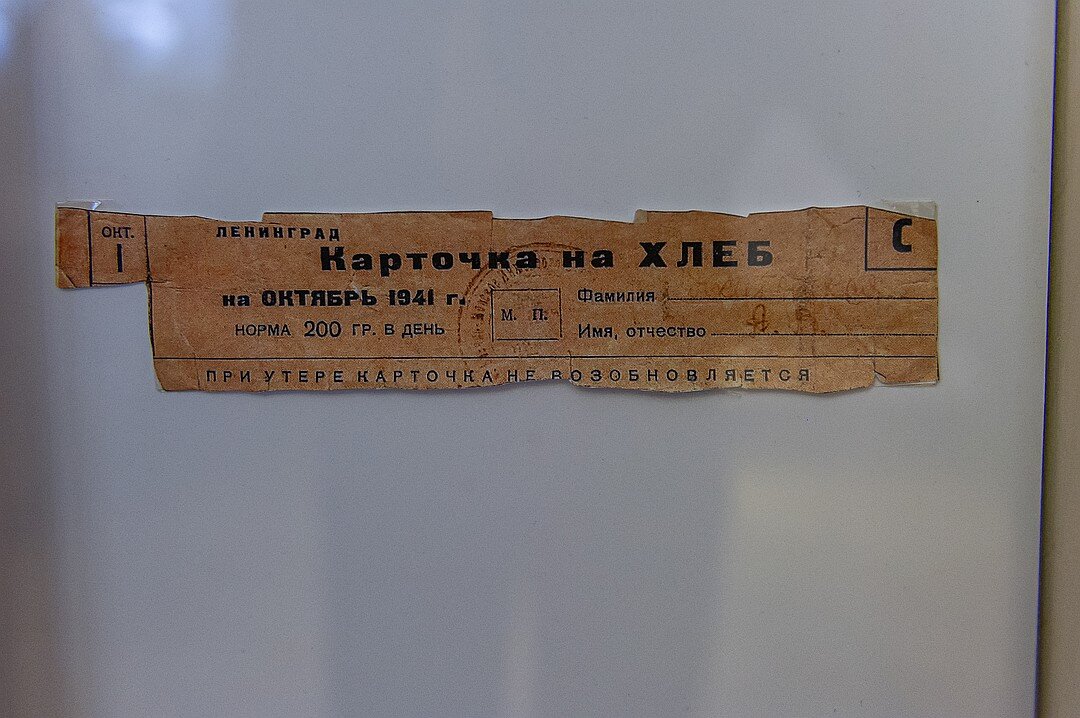 ОКТ.
1
ЛЕНИНГРАД
С
Карточка на ХЛЕБ
на ОКТЯБРЬ 1941 г.
НОРМА 200 ГР. В ДЕНЬ
М. П.
Фамилия
Имя, отчество А.
ПРИ УТЕРЕ КАРТОЧКА НЕ ВОЗОБНОВЛЯЕТСЯ